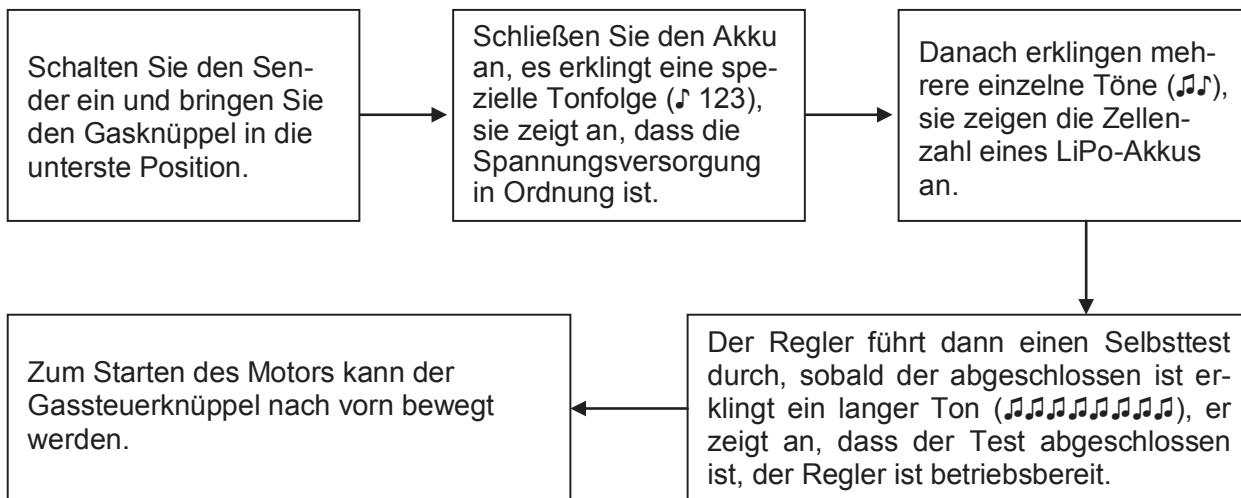 Schalten Sie den Sen-
der ein und bringen Sie
den Gasknüppel in die
unterste Position.
Schließen Sie den Akku
an, es erklingt eine spe-
zielle Tonfolge (♪ 123),
sie zeigt an, dass die
Spannungsversorgung
in Ordnung ist.
Danach erklingen meh-
rere einzelne Töne (♫♪),
sie zeigen die Zellen-
zahl eines LiPo-Akkus
an.
Der Regler führt dann einen Selbsttest
durch, sobald der abgeschlossen ist er-
klingt ein langer Ton (♫♫♫♫♫♫♫♫), er
zeigt an, dass der Test abgeschlossen
ist, der Regler ist betriebsbereit.
Zum Starten des Motors kann der
Gassteuerknüppel nach vorn bewegt
werden.